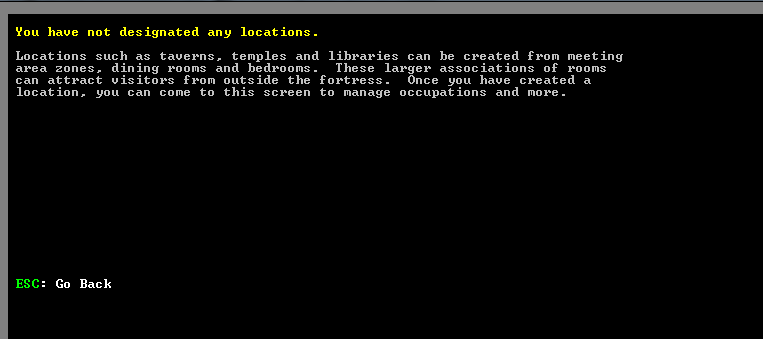 You have not designated any locations.
Locations such as taverns, temples and libraries can be created from meeting
area zones, dining rooms and bedrooms.  These larger associations of rooms
can attract visitors from outside the fortress.  Once you have created a
location, you can come to this screen to manage occupations and more.
ESC: Go Back